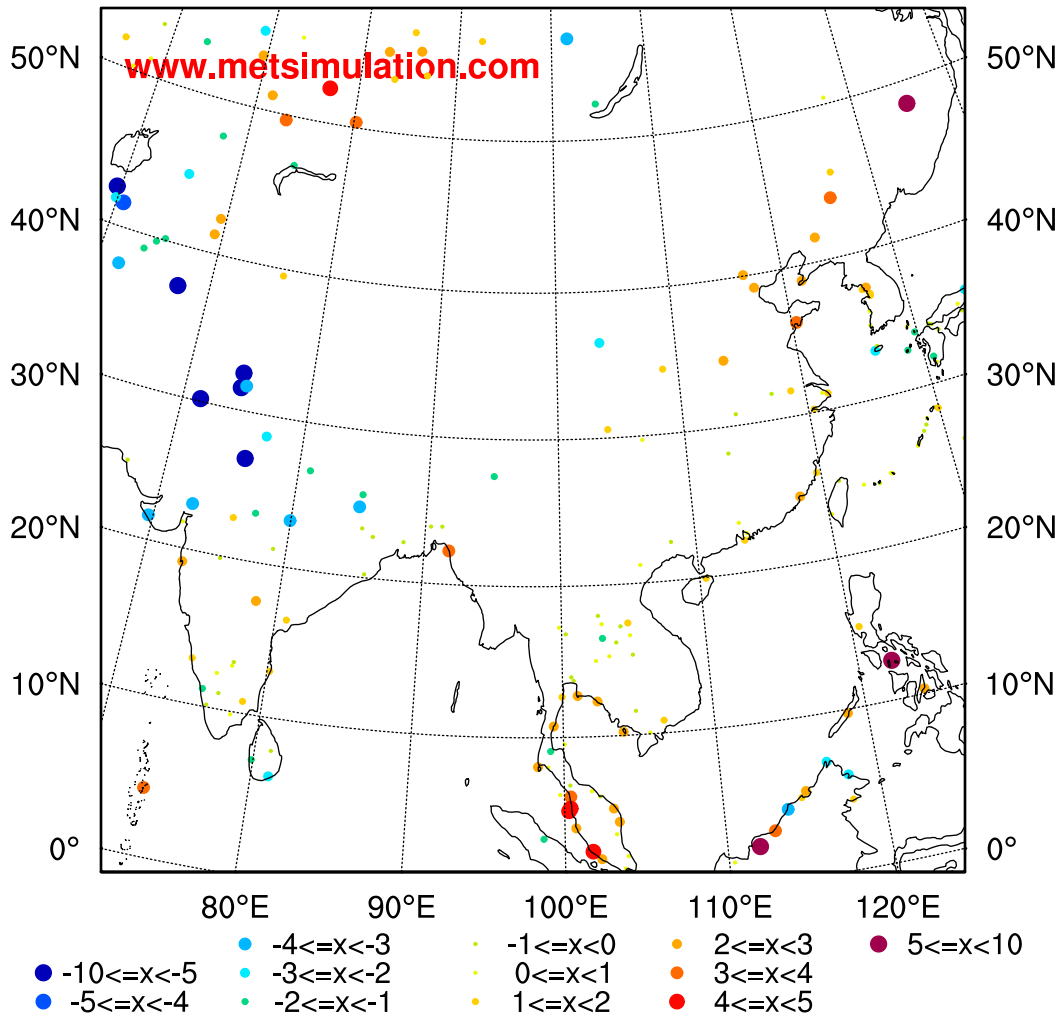 www.metsimulation.com
50°N 50°N
40°N 40°N
30°N 30°N
20°N 20°N
10°N 10°N
0° 0°
80°E 90°E 100°E 110°E 120°E
-4<=x<-3 -1<=x<0 2<=x<3 5<=x<10
-10<=x<-5 -3<=x<-2 0<=x<1 3<=x<4
-5<=x<-4 -2<=x<-1 1<=x<2 4<=x<5